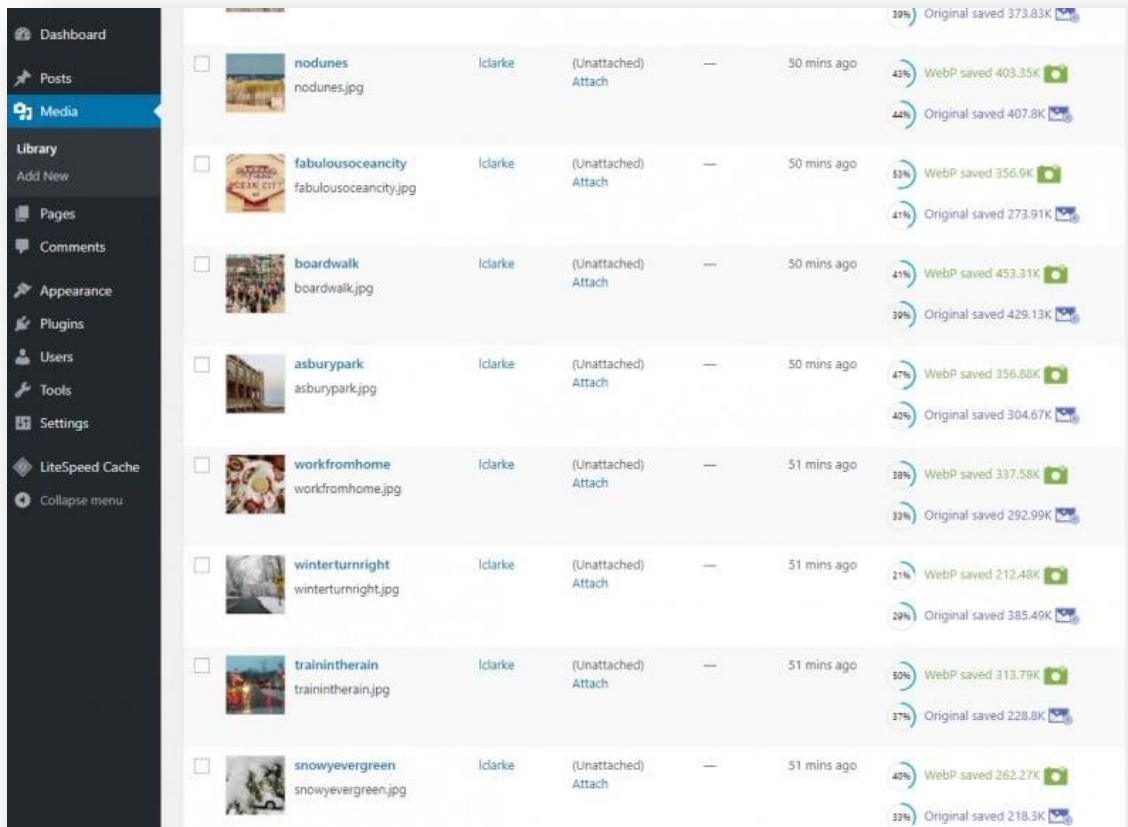 39% Original saved 373.83K
Dashboard
Posts
Media
Library
Add New
Pages
Comments
Appearance
Plugins
Users
Tools
Settings
LiteSpeed Cache
Collapse menu
nodunes lclarke (Unattached) — 50 mins ago 43% WebP saved 403.35K
nodunes.jpg Attach
44% Original saved 407.8K
fabulousoceancity lclarke (Unattached) — 50 mins ago 53% WebP saved 356.9K
fabulousoceancity.jpg Attach
41% Original saved 273.91K
OCEAN CITY
boardwalk lclarke (Unattached) — 50 mins ago 41% WebP saved 453.31K
boardwalk.jpg Attach
39% Original saved 429.13K
asburypark lclarke (Unattached) — 50 mins ago 47% WebP saved 356.88K
asburypark.jpg Attach
40% Original saved 304.67K
workfromhome lclarke (Unattached) — 51 mins ago 38% WebP saved 337.58K
workfromhome.jpg Attach
33% Original saved 292.99K
winterturnright lclarke (Unattached) — 51 mins ago 21% WebP saved 212.48K
winterturnright.jpg Attach
29% Original saved 385.49K
trainintherain lclarke (Unattached) — 51 mins ago 50% WebP saved 313.79K
trainintherain.jpg Attach
37% Original saved 228.8K
snowyevergreen lclarke (Unattached) — 51 mins ago 40% WebP saved 262.27K
snowyevergreen.jpg Attach
33% Original saved 218.3K